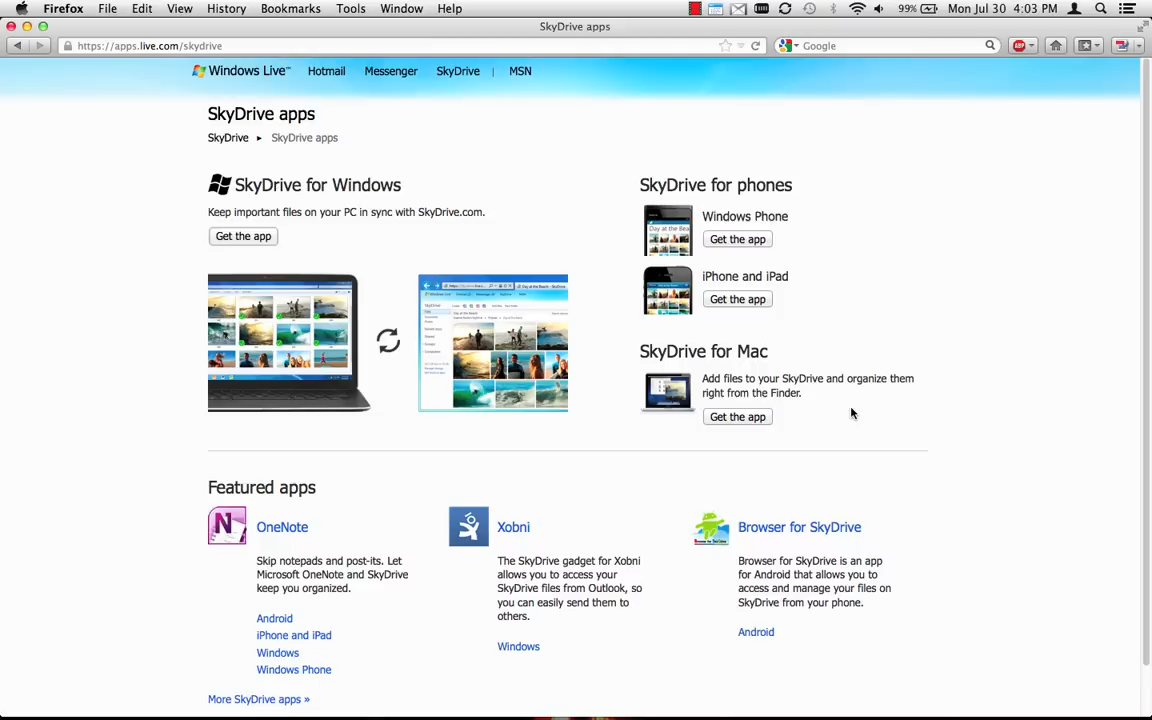 Firefox File Edit View History Bookmarks Tools Window Help 99% Mon Jul 30 4:03 PM
SkyDrive apps
https://apps.live.com/skydrive Google
Windows Live™ Hotmail Messenger SkyDrive | MSN
SkyDrive apps
SkyDrive ► SkyDrive apps
SkyDrive for Windows
Keep important files on your PC in sync with SkyDrive.com.
Get the app
SkyDrive for phones
Windows Phone
Get the app
iPhone and iPad
Get the app
SkyDrive for Mac
Add files to your SkyDrive and organize them
right from the Finder.
Get the app
Featured apps
OneNote
Skip notepads and post-its. Let
Microsoft OneNote and SkyDrive
keep you organized.
Android
iPhone and iPad
Windows
Windows Phone
Xobni
The SkyDrive gadget for Xobni
allows you to access your
SkyDrive files from Outlook, so
you can easily send them to
others.
Windows
Browser for SkyDrive
Browser for SkyDrive is an app
for Android that allows you to
access and manage your files on
SkyDrive from your phone.
Android
More SkyDrive apps »